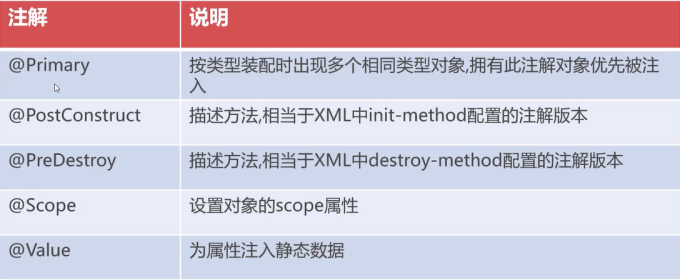 注解 说明
@Primary 按类型装配时出现多个相同类型对象,拥有此注解对象优先被注
入
@PostConstruct 描述方法,相当于XML中init-method配置的注解版本
@PreDestroy 描述方法,相当于XML中destroy-method配置的注解版本
@Scope 设置对象的scope属性
@Value 为属性注入静态数据